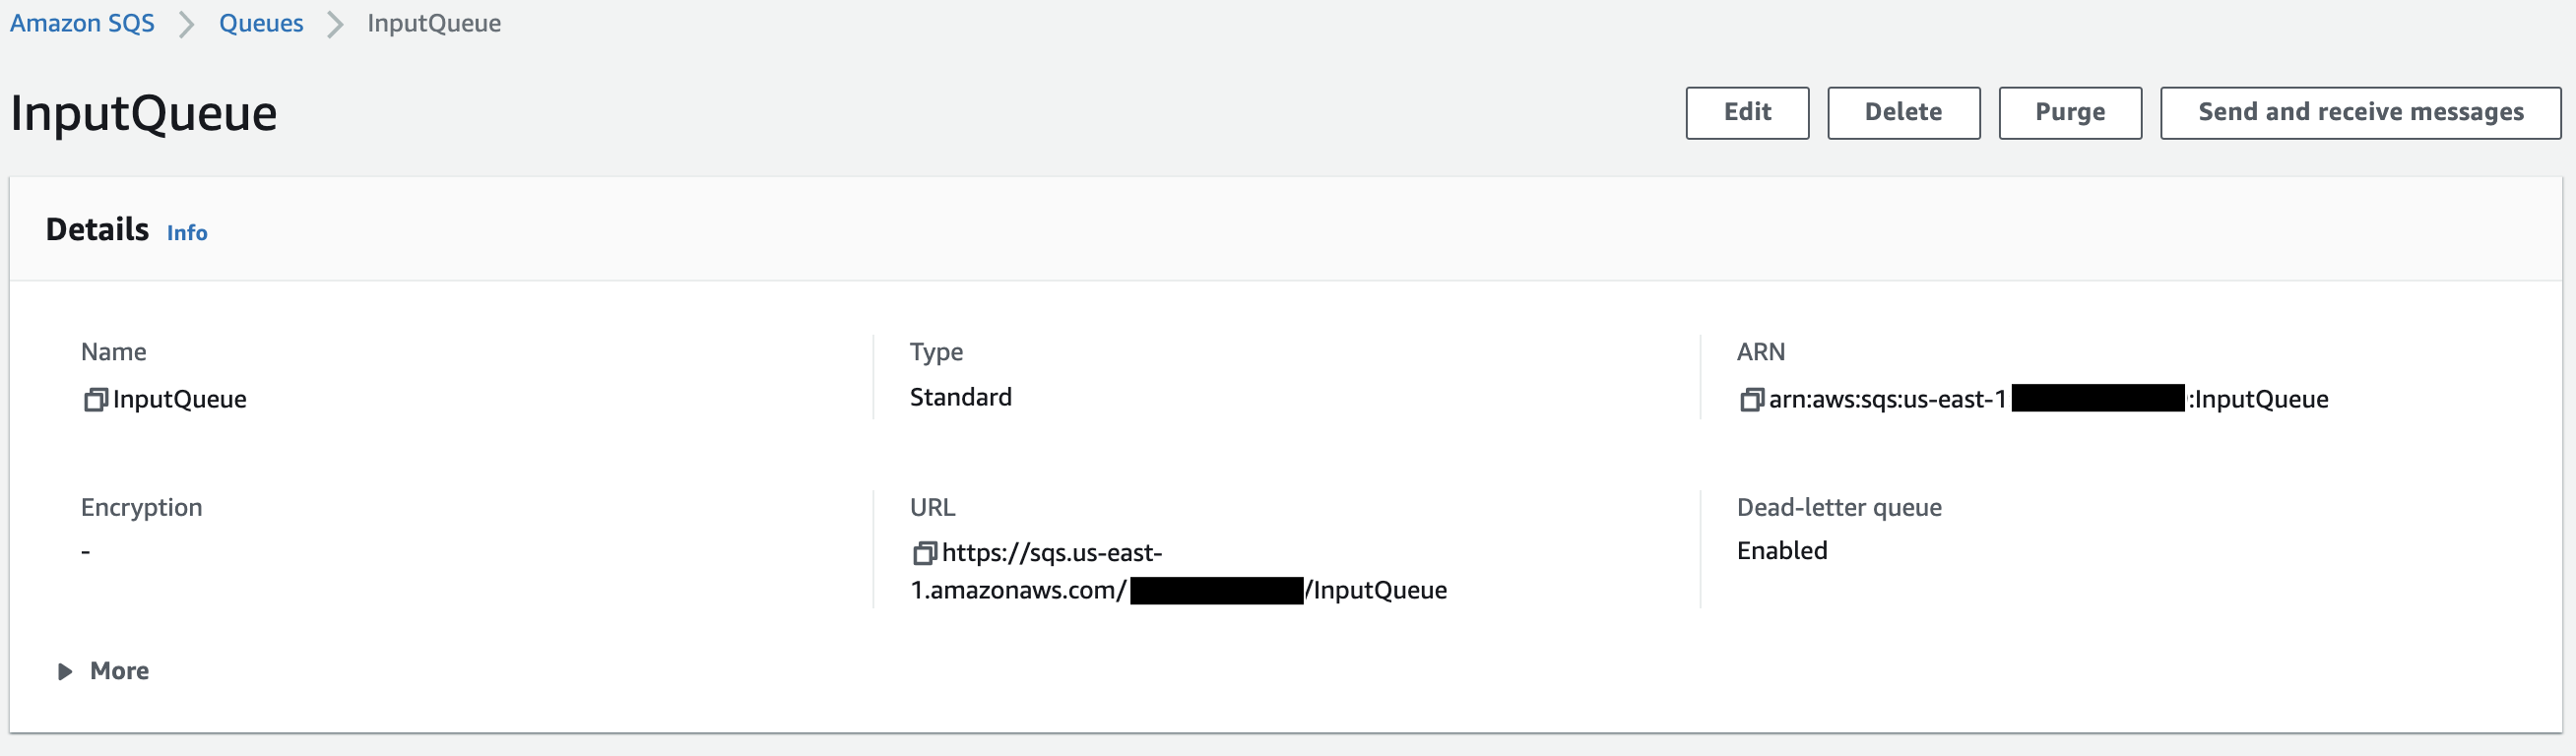 Amazon SQS > Queues > InputQueue
InputQueue
Edit Delete Purge Send and receive messages
Details Info
Name
InputQueue
Type
Standard
ARN
arn:aws:sqs:us-east-1 :InputQueue
Encryption
-
URL
https://sqs.us-east-
1.amazonaws.com/ /InputQueue
Dead-letter queue
Enabled
More